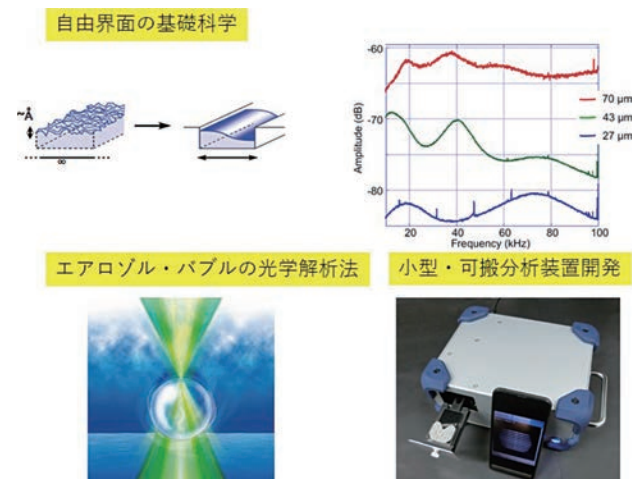 自由界面の基礎科学
~Å
∞
-60
-70
-80
Amplitude (dB)
20
40
60
80
100
Frequency (kHz)
70 μm
43 μm
27 μm
エアロゾル・バブルの光学解析法
小型・可搬分析装置開発